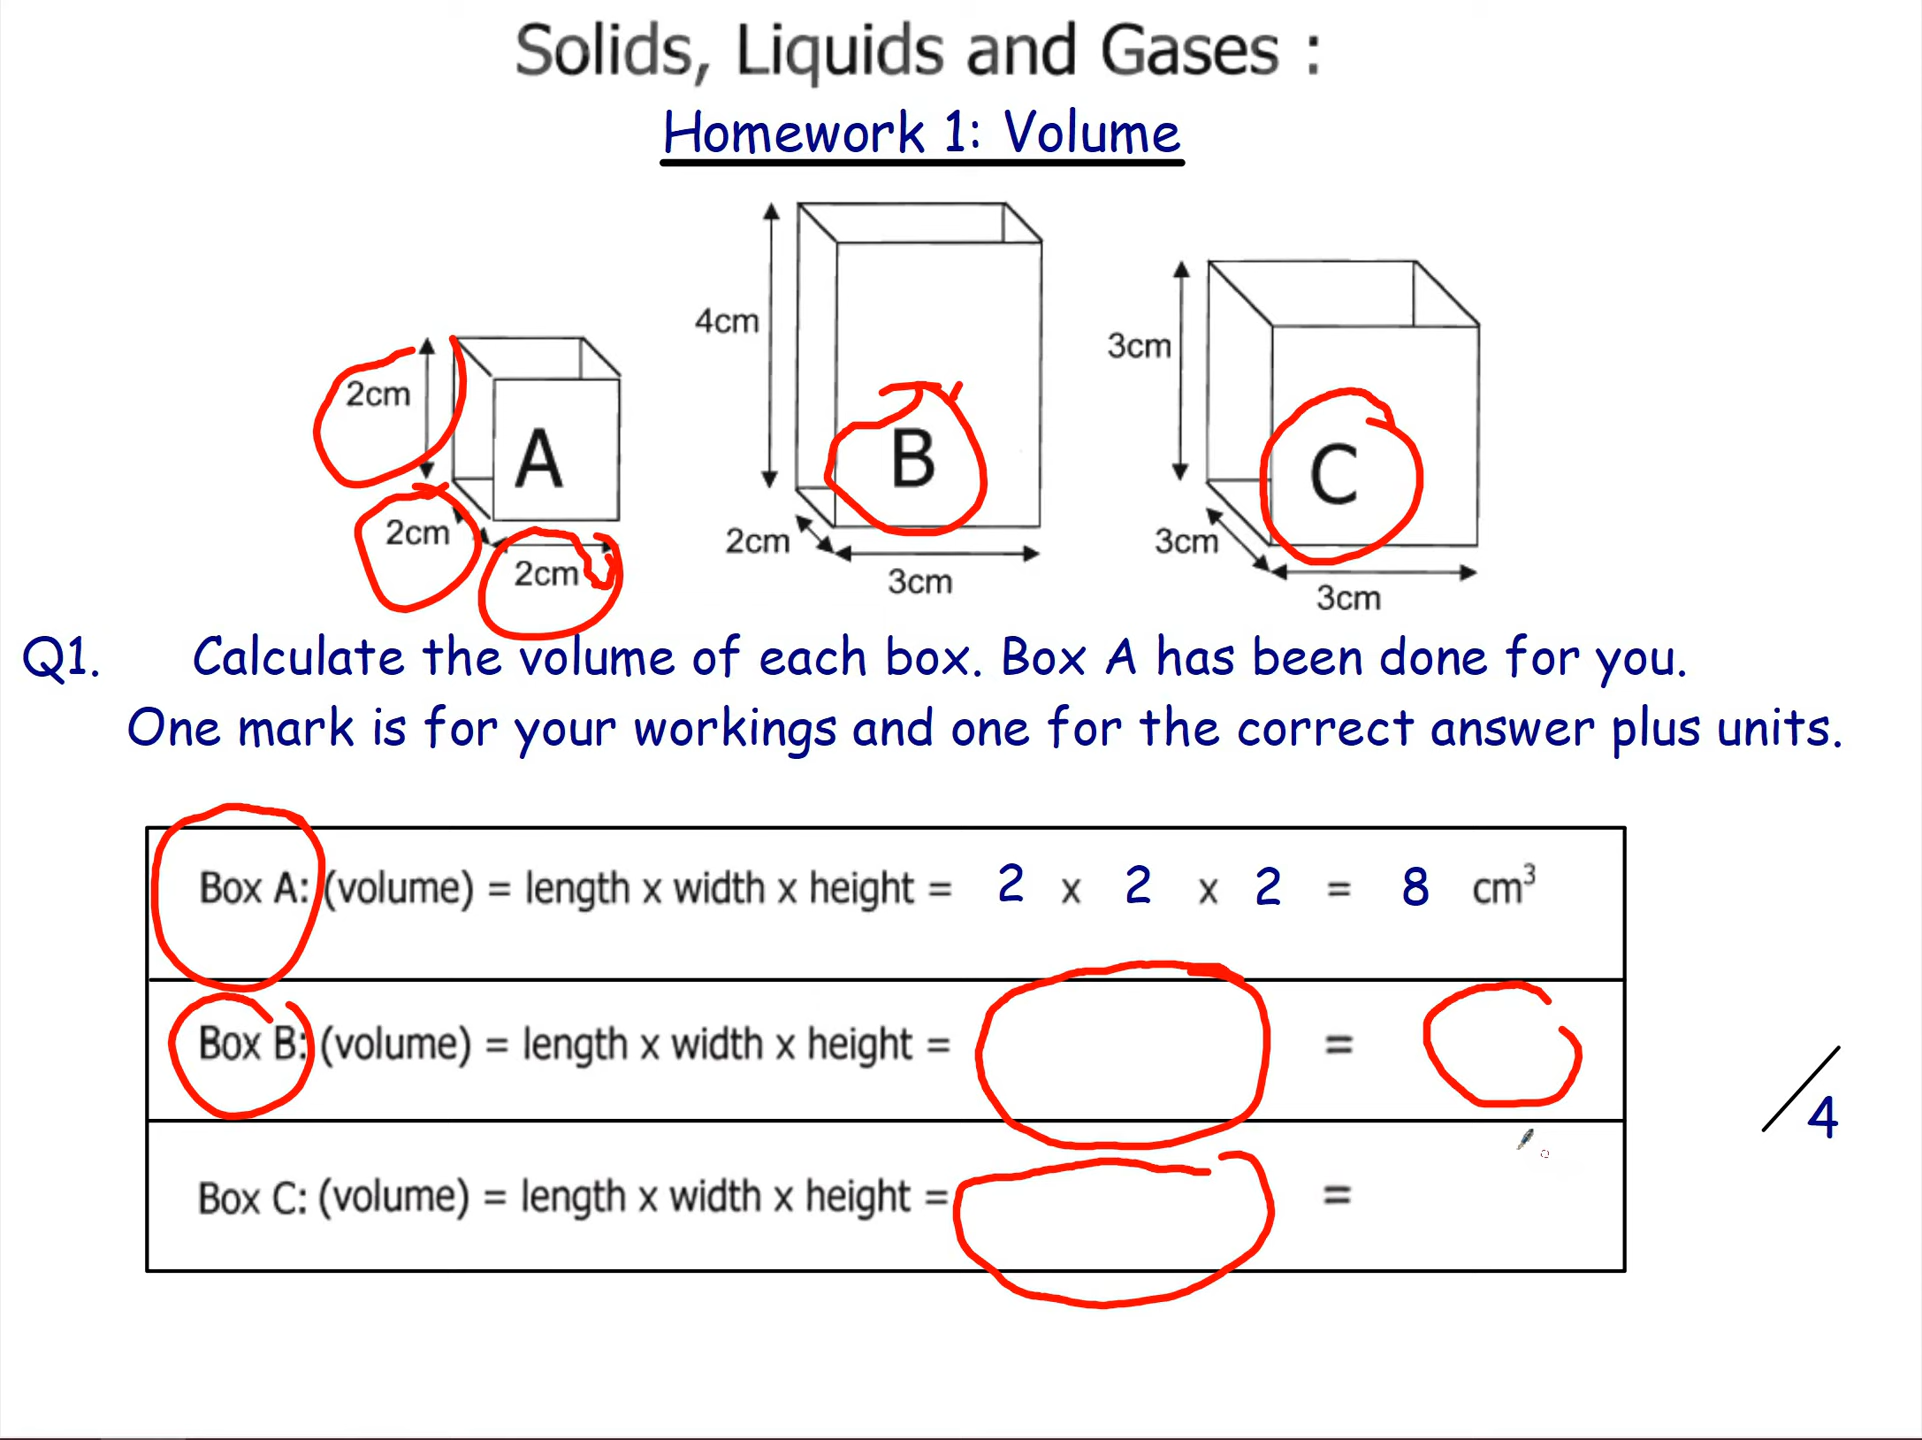 Solids, Liquids and Gases :
Homework 1: Volume
2cm
2cm
2cm
A
4cm
2cm
3cm
B
3cm
3cm
3cm
C
Q1. Calculate the volume of each box. Box A has been done for you.
One mark is for your workings and one for the correct answer plus units.
Box A: (volume) = length x width x height = 2 x 2 x 2 = 8 cm³
Box B: (volume) = length x width x height = =
Box C: (volume) = length x width x height = =
/4